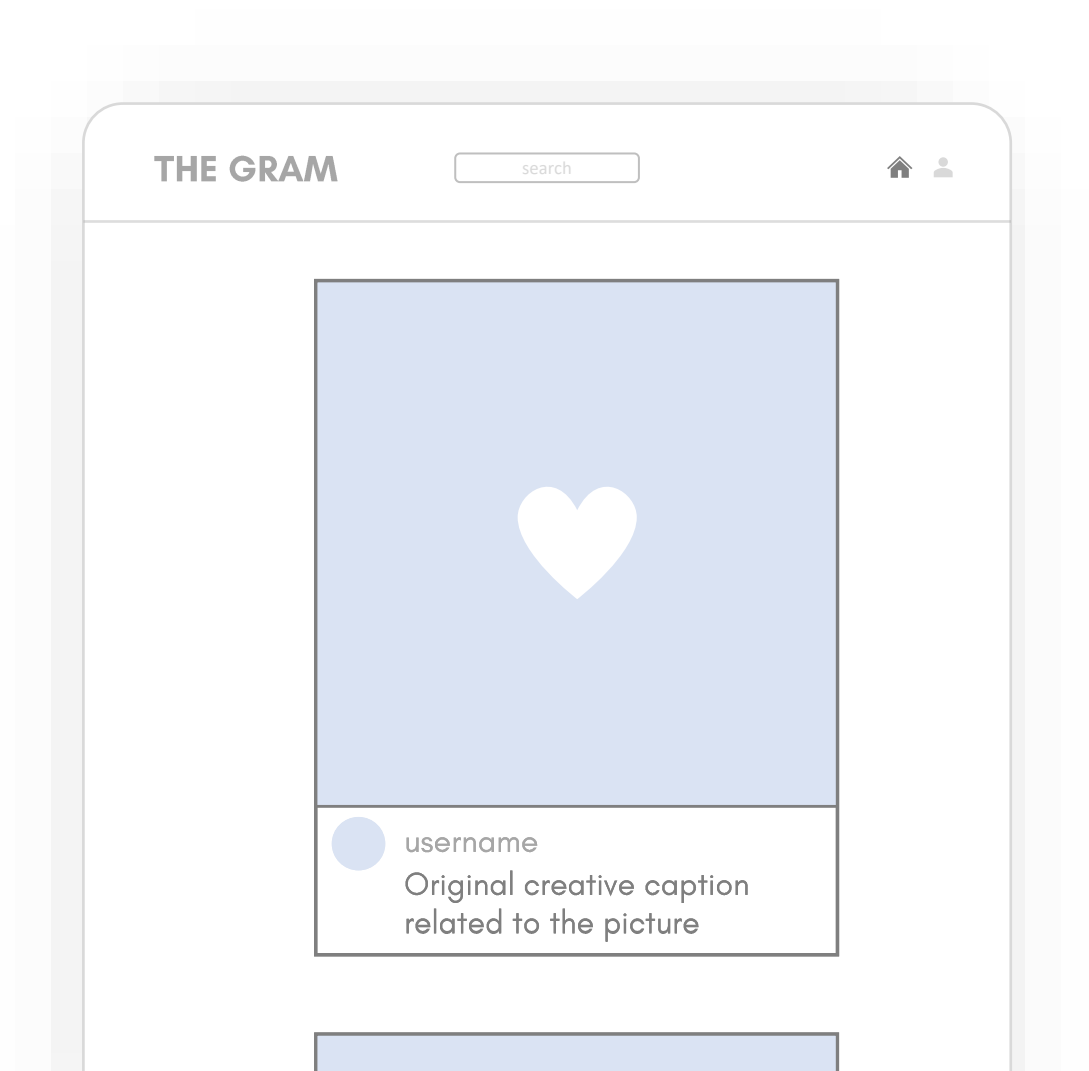 THE GRAM
search
username
Original creative caption
related to the picture